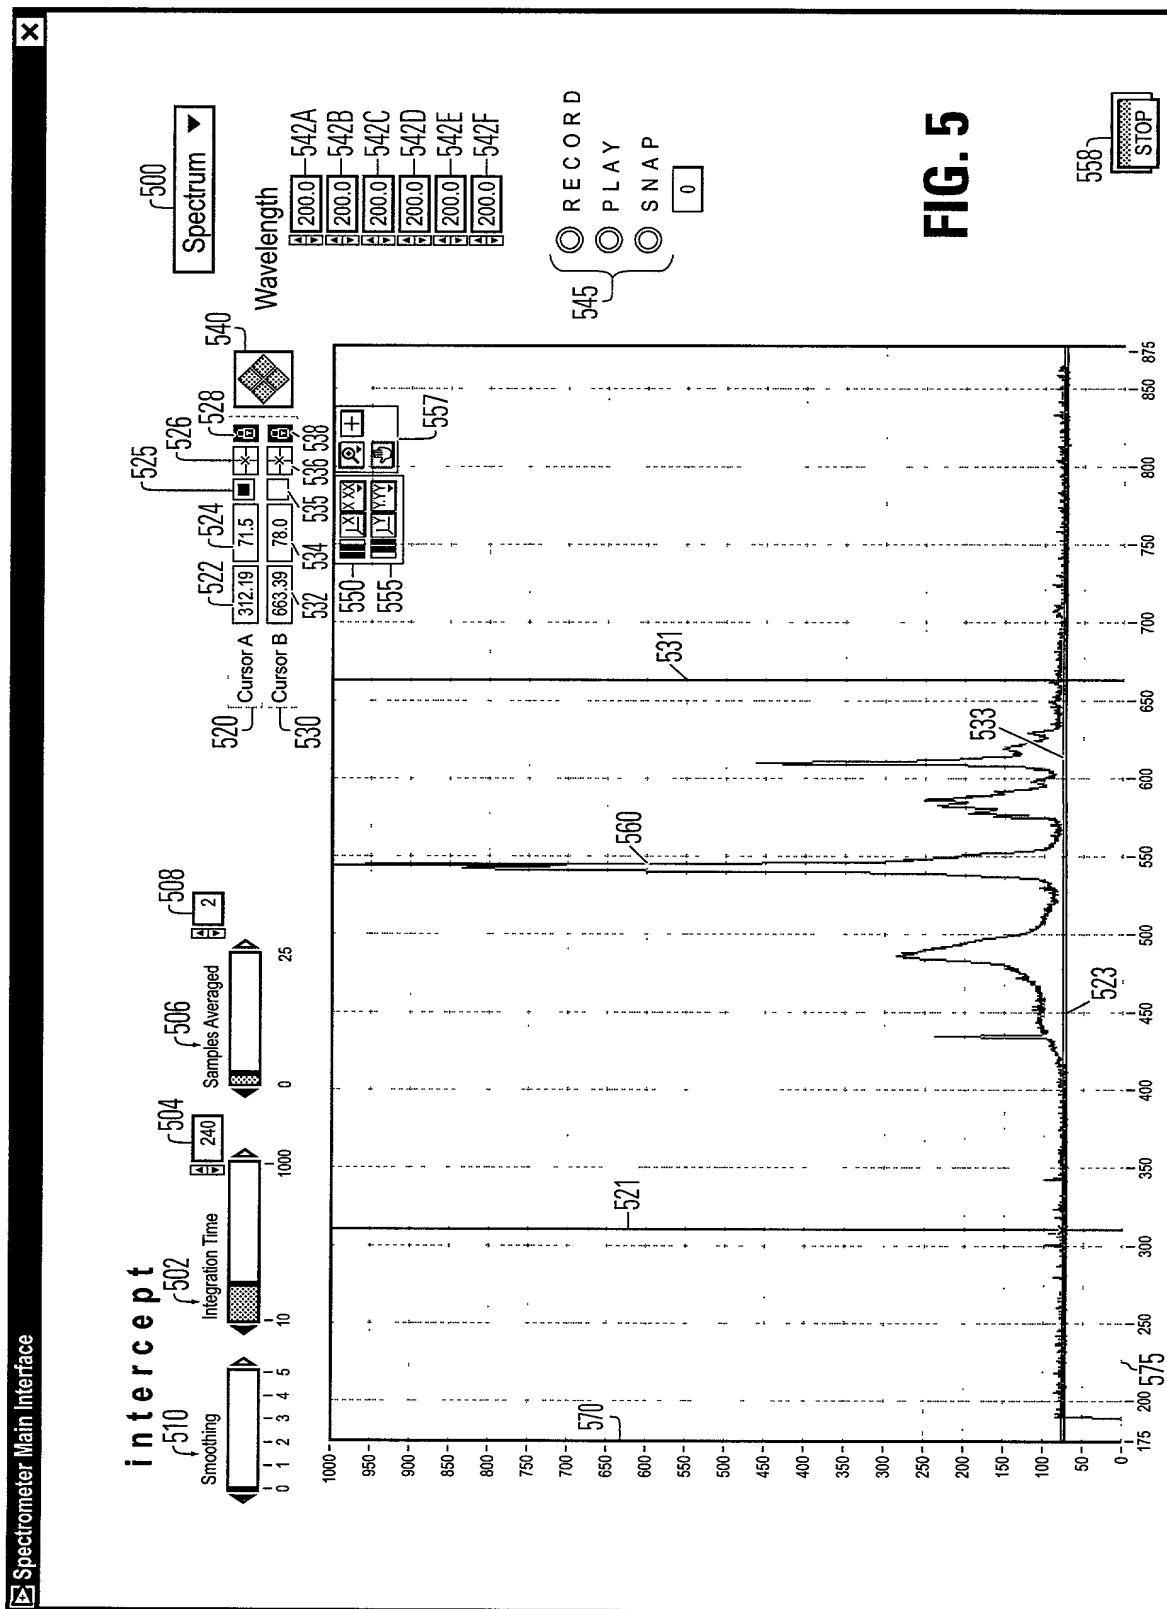 Spectrometer Main Interface
intercept
500
Spectrum
510
Smoothing
0 1 2 3 4 5
502
Integration Time
504
240
10 1000
506
Samples Averaged
508
2
0 25
522 524 525 526 528 540
520
Cursor A 312.19 71.5
530
Cursor B 663.39 78.0
532 534 535 536 538
Wavelength
200.0 542A
200.0 542B
200.0 542C
200.0 542D
200.0 542E
200.0 542F
550
X X.XX
555
Y Y.YY
557
545
RECORD
PLAY
SNAP
0
1000
950
900
850
800
750
700
650
600
550
500
450
400
350
300
250
200
150
100
50
0
570
521
560
531
523
533
575
175 200 250 300 350 400 450 500 550 600 650 700 750 800 850 875
FIG. 5
558
STOP